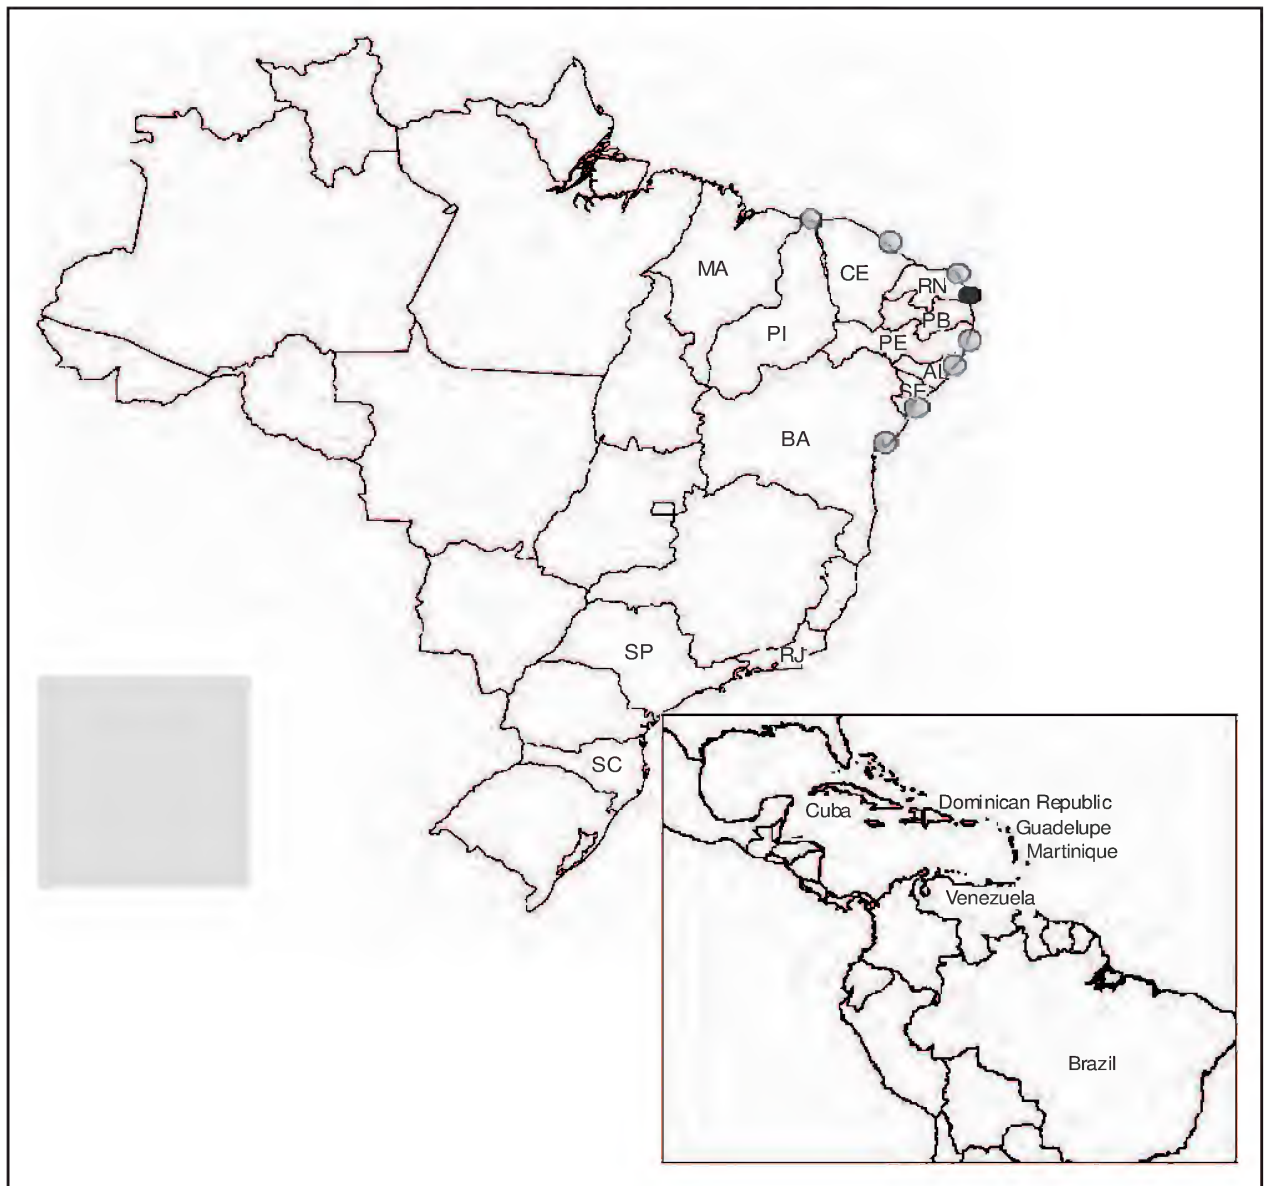 MA
CE
RN
PI
PB
PE
AL
SE
BA
SP
RJ
SC
Cuba
Dominican Republic
Guadelupe
Martinique
Venezuela
Brazil